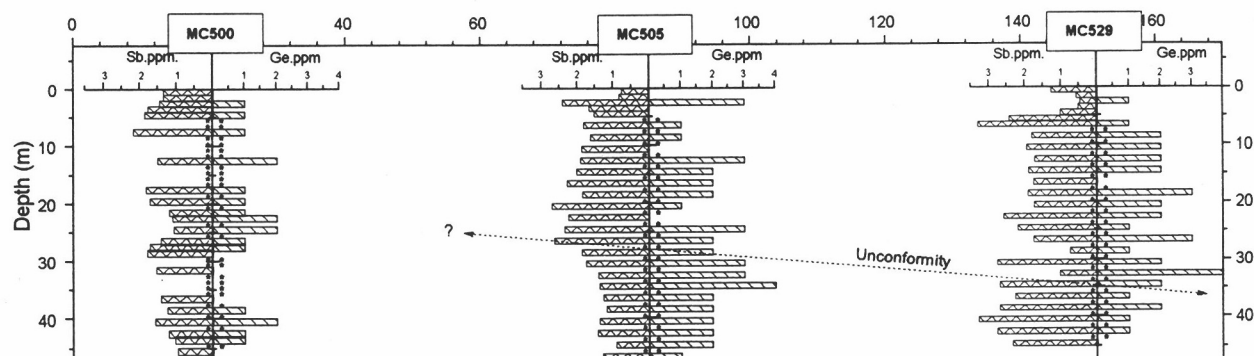 0 40 60 80 100 120 140 160
MC500 MC505 MC529
Sb.ppm. Ge.ppm Sb.ppm. Ge.ppm Sb.ppm. Ge.ppm
3 2 1 1 2 3 4 3 2 1 1 2 3 4 3 2 1 1 2 3
0 0
10 10
20 20
? Unconformity
30 30
40 40
Depth (m)